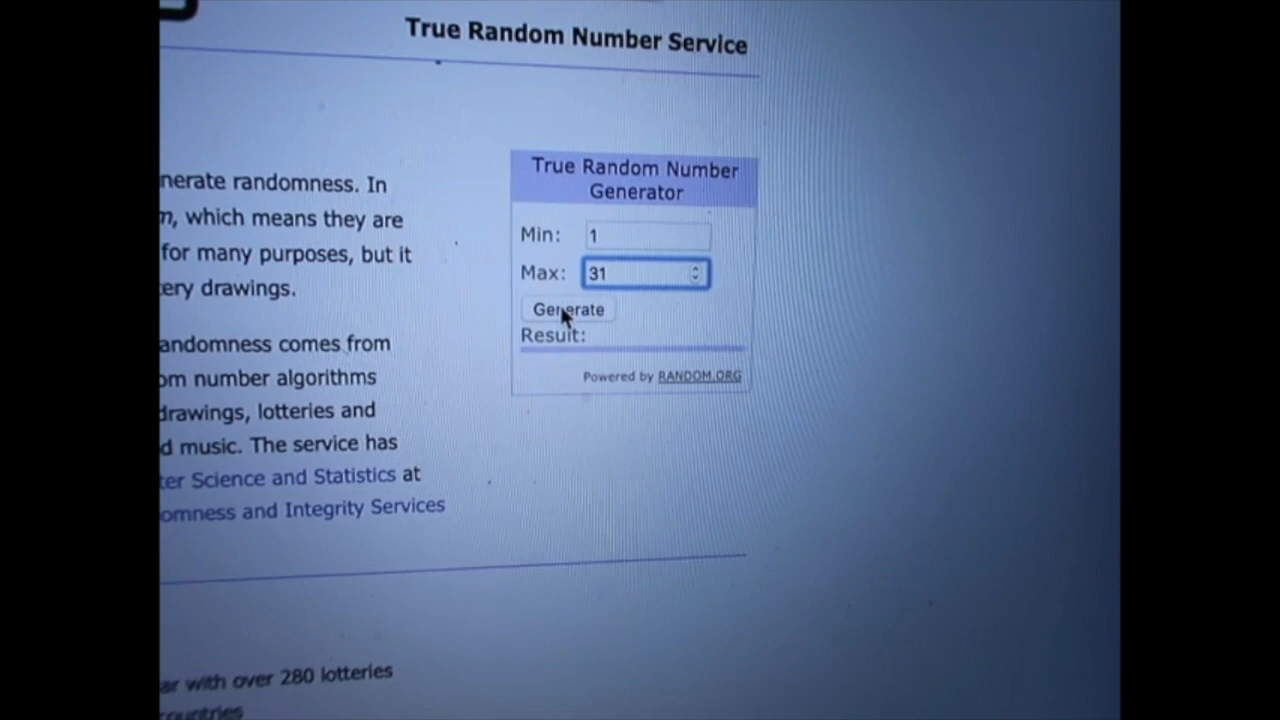 True Random Number Service
nerate randomness. In
m, which means they are
for many purposes, but it
ery drawings.
andomness comes from
om number algorithms
drawings, lotteries and
d music. The service has
ter Science and Statistics at
omness and Integrity Services
True Random Number
Generator
Min: 1
Max: 31
Generate
Result:
Powered by RANDOM.ORG
ar with over 280 lotteries
countries